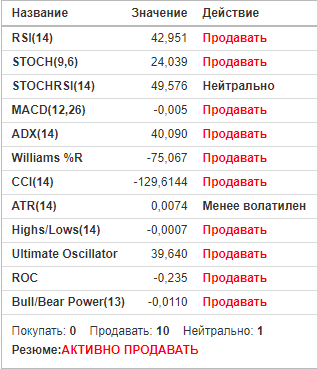 Название Значение Действие
RSI(14) 42,951 Продавать
STOCH(9,6) 24,039 Продавать
STOCHRSI(14) 49,576 Нейтрально
MACD(12,26) -0,005 Продавать
ADX(14) 40,090 Продавать
Williams %R -75,067 Продавать
CCI(14) -129,6144 Продавать
ATR(14) 0,0074 Менее волатилен
Highs/Lows(14) -0,0007 Продавать
Ultimate Oscillator 39,640 Продавать
ROC -0,235 Продавать
Bull/Bear Power(13) -0,0110 Продавать
Покупать: 0 Продавать: 10 Нейтрально: 1
Резюме:АКТИВНО ПРОДАВАТЬ